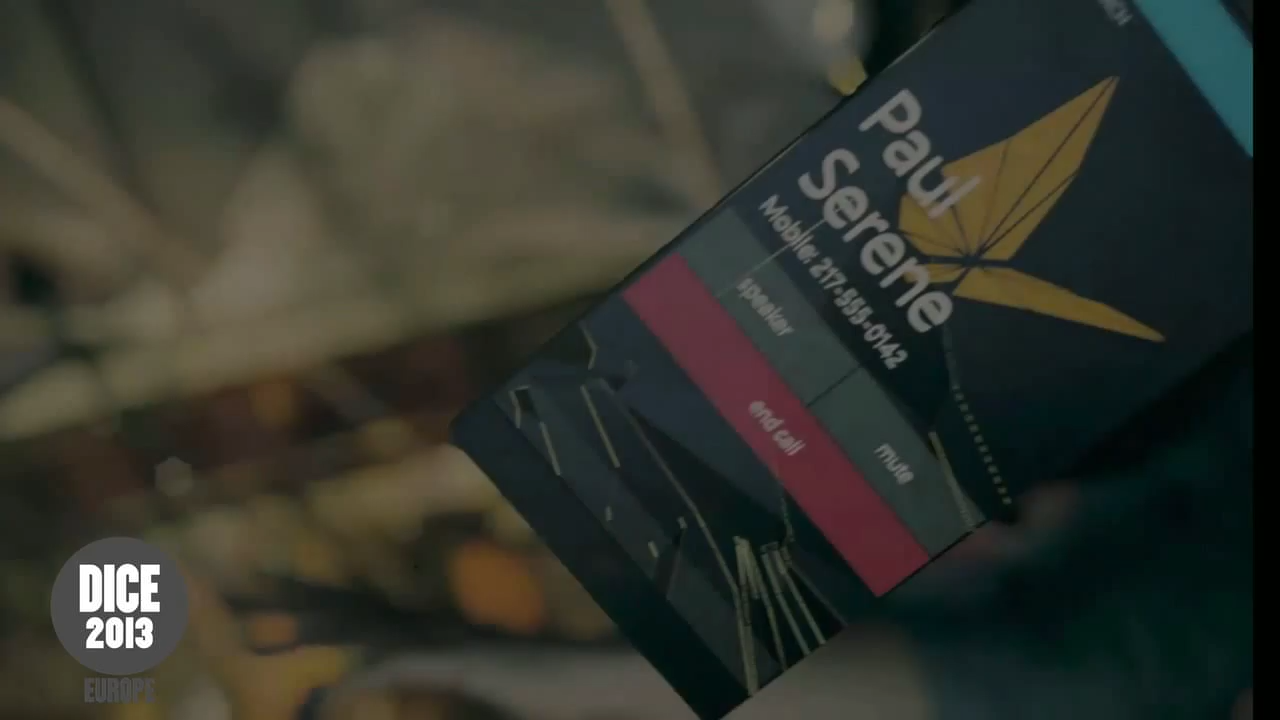 Paul
Serene
Mobile: 217-555-0142
speaker
mute
end call
DICE
2013
EUROPE